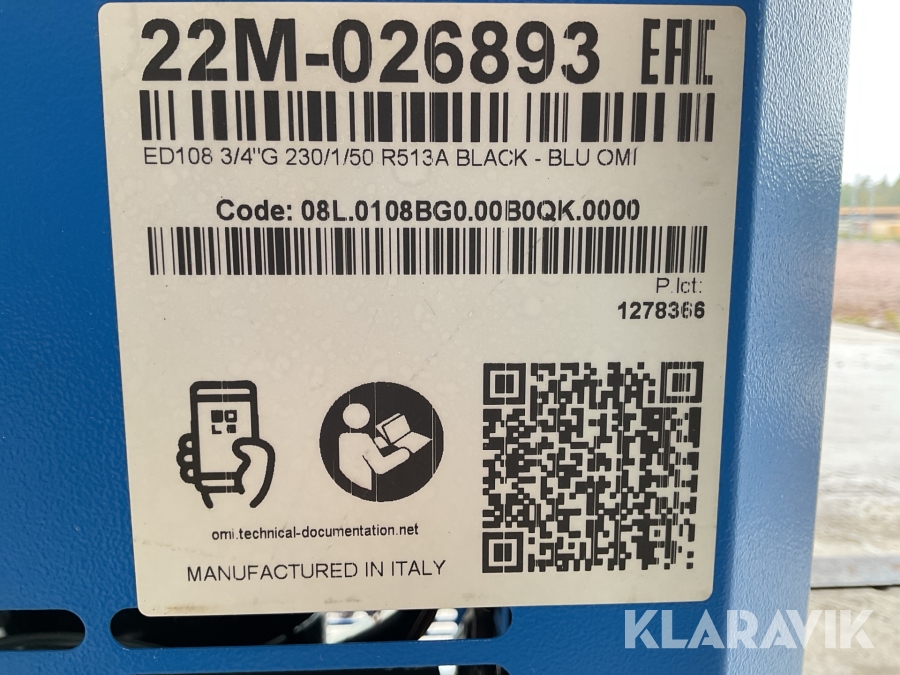 22M-026893 EAC
ED108 3/4"G 230/1/50 R513A BLACK - BLU OMI
Code: 08L.0108BG0.00B0QK.0000
P.lot:
1278366
omi.technical-documentation.net
MANUFACTURED IN ITALY
KLARAVIK